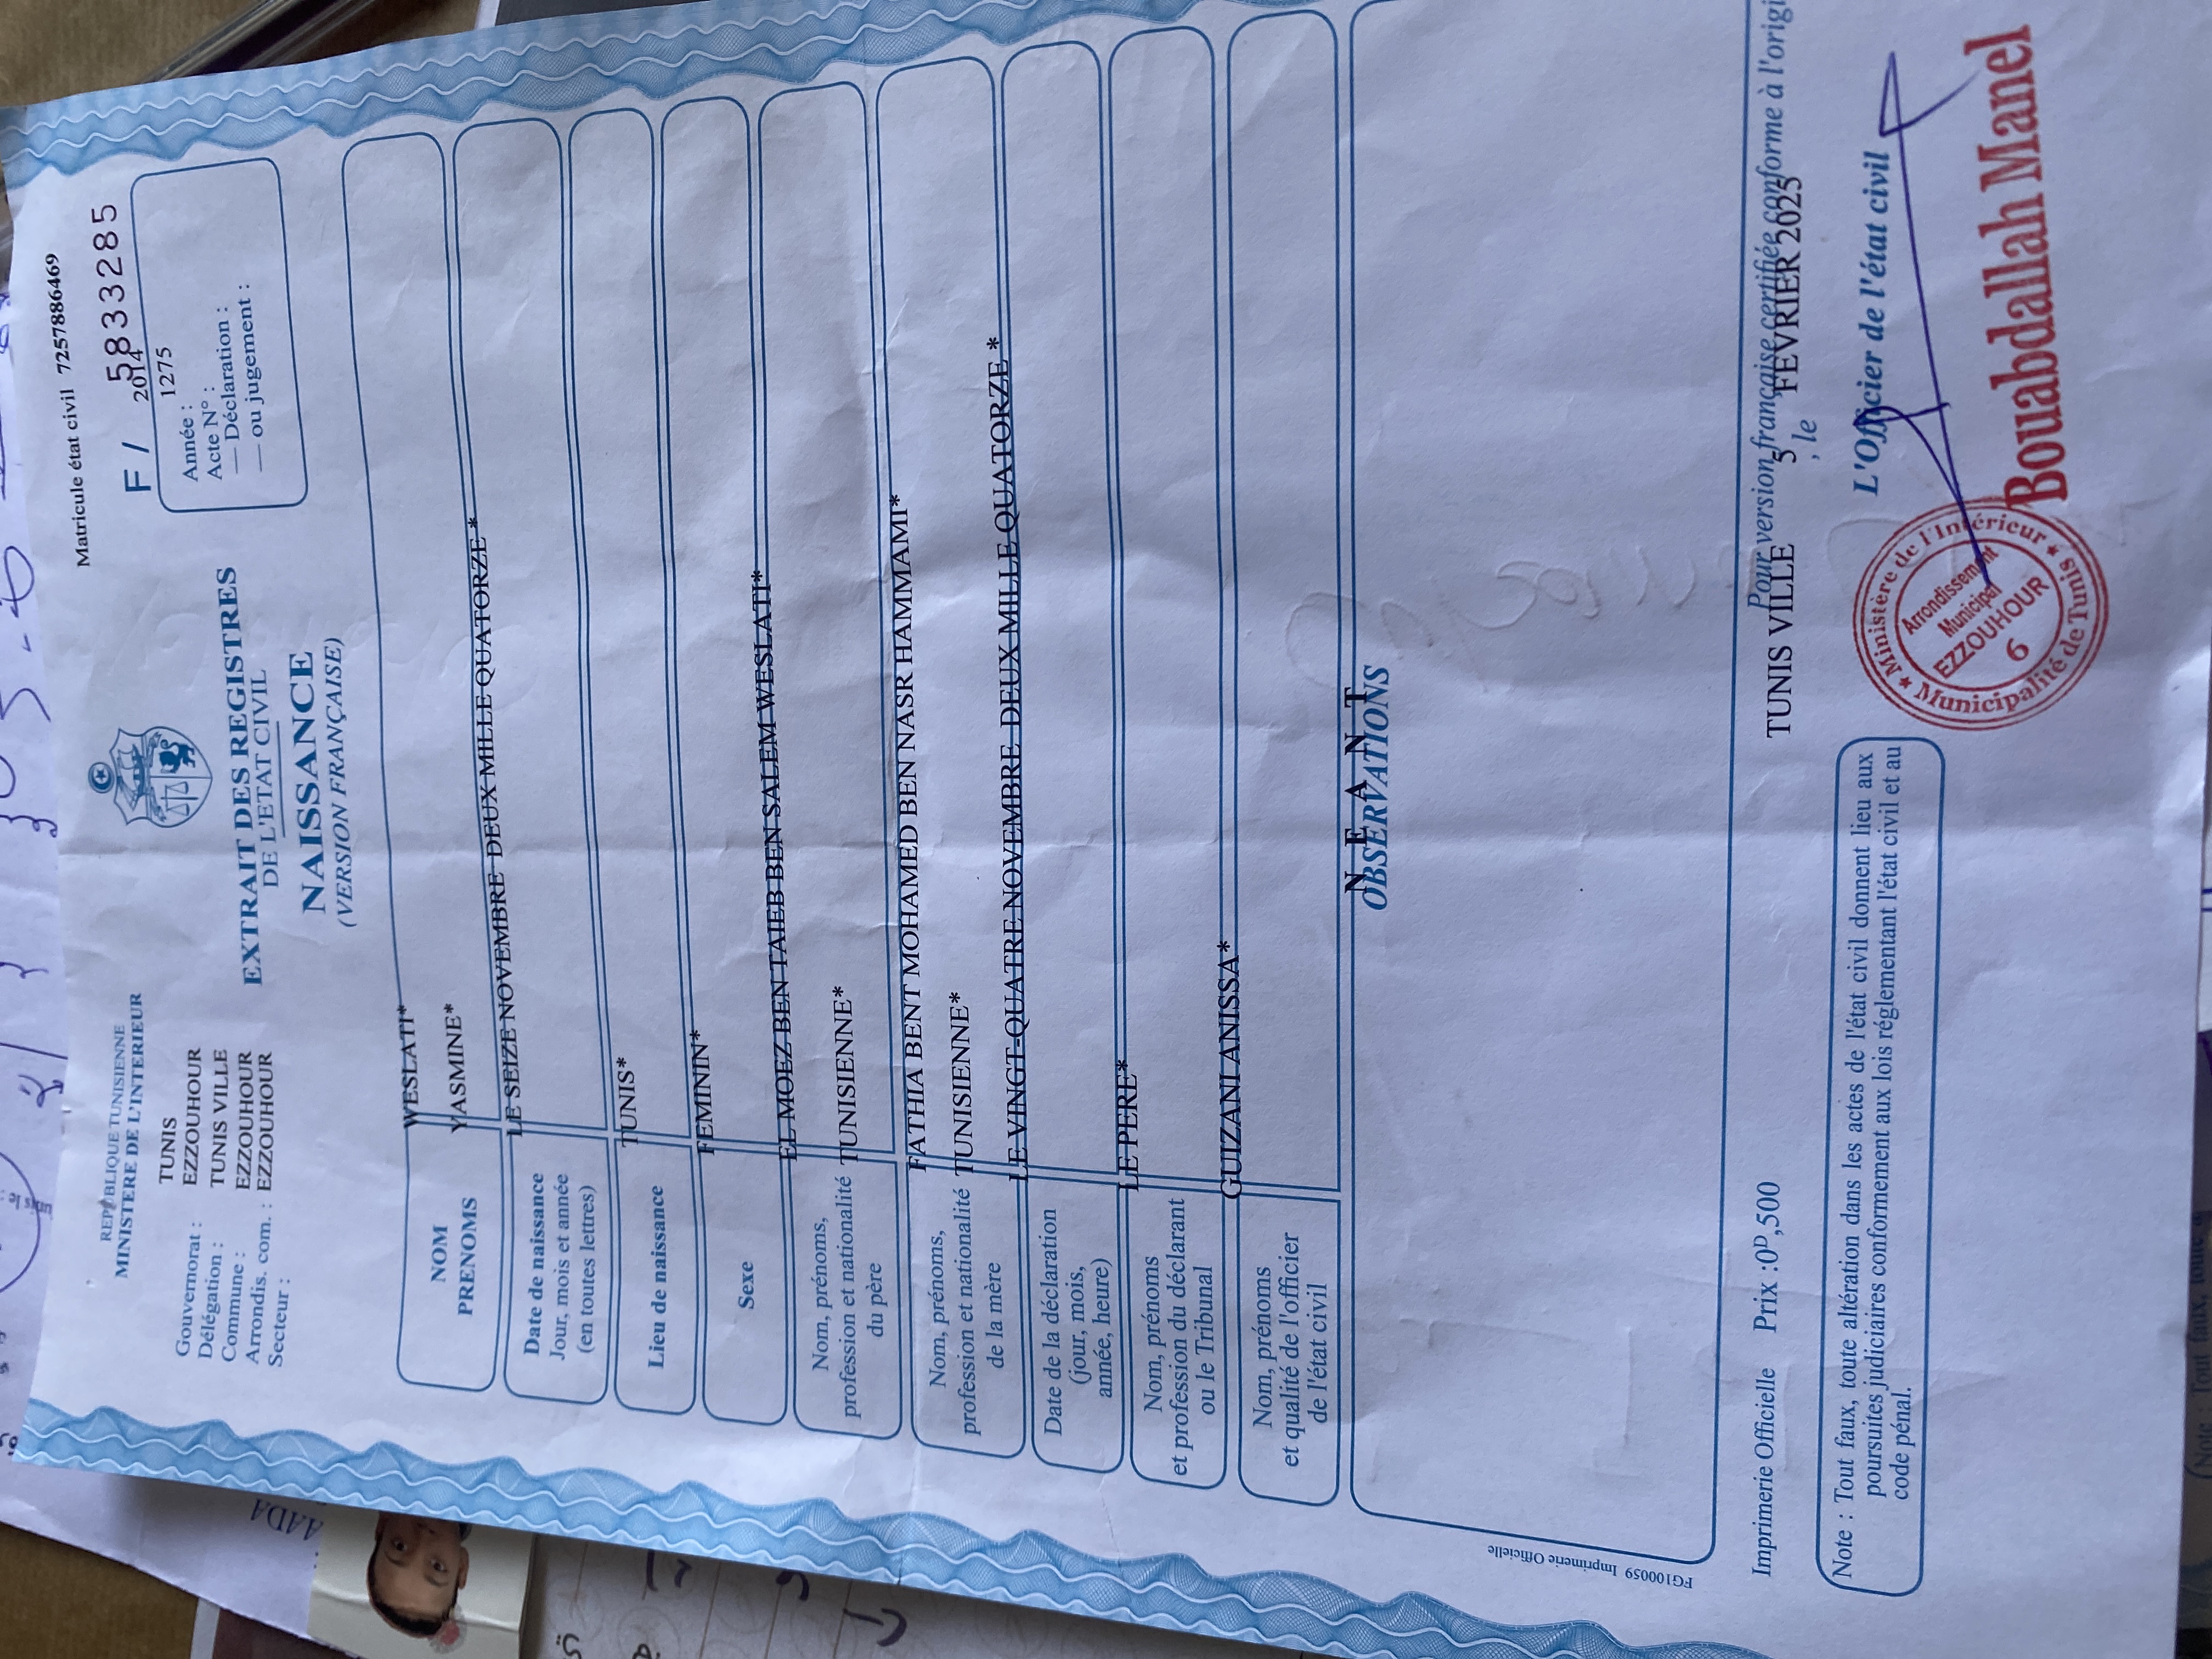 Matricule état civil 7257886469
REPUBLIQUE TUNISIENNE
MINISTERE DE L'INTERIEUR
Gouvernorat : TUNIS
Délégation : EZZOUHOUR
Commune : TUNIS VILLE
Arrondis. com. : EZZOUHOUR
Secteur : EZZOUHOUR
EXTRAIT DES REGISTRES
DE L'ETAT CIVIL
NAISSANCE
(VERSION FRANÇAISE)
F / 5833285
2014
1275
Année :
Acte N° :
— Déclaration :
— ou jugement :
NOM WESLATI*
PRENOMS YASMINE*
Date de naissance
Jour, mois et année
(en toutes lettres)
LE SEIZE NOVEMBRE DEUX MILLE QUATORZE *
Lieu de naissance TUNIS*
Sexe FEMININ*
Nom, prénoms,
profession et nationalité
du père
EL MOEZ BEN TAIEB BEN SALEM WESLATI*
TUNISIENNE*
Nom, prénoms,
profession et nationalité
de la mère
FATHIA BENT MOHAMED BEN NASR HAMMAMI*
TUNISIENNE*
Date de la déclaration
(jour, mois,
année, heure)
LE VINGT-QUATRE NOVEMBRE DEUX MILLE QUATORZE *
Nom, prénoms
et profession du déclarant
ou le Tribunal
LE PERE*
Nom, prénoms
et qualité de l'officier
de l'état civil
GUIZANI ANISSA*
N E A N T
OBSERVATIONS
FG100059 Imprimerie Officielle
Imprimerie Officielle Prix :0D,500
Pour version française certifiée conforme à l'origi
TUNIS VILLE , le 5 FEVRIER 2025
L'Officier de l'état civil
Bouabdallah Manel
Ministère de l'Intérieur
Municipalité de Tunis
Arrondissement
Municipal
EZZOUHOUR
6
Note : Tout faux, toute altération dans les actes de l'état civil donnent lieu aux
poursuites judiciaires conformement aux lois réglementant l'état civil et au
code pénal.
AADA